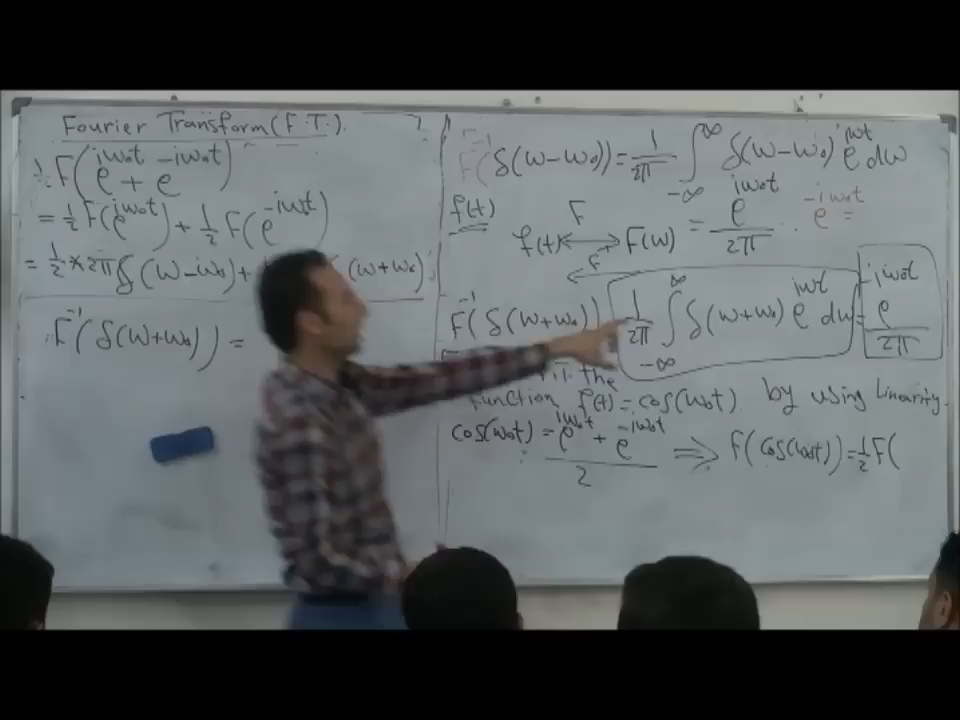 Fourier Transform (F.T.).
½ F(e^{iω₀t} + e^{-iω₀t})
= ½ F(e^{iω₀t}) + ½ F(e^{-iω₀t})
= ½ * 2π δ(ω-ω₀) + (ω+ω₀)
F⁻¹(δ(ω+ω₀)) =
F⁻¹(δ(ω-ω₀)) = 1/2π ∫_{-∞}^{∞} δ(ω-ω₀) e^{iωt} dω
f(t)
f(t) ⟷ F(ω) = e^{iω₀t}/2π
F
F
e^{-iω₀t} =
F⁻¹(δ(ω+ω₀)) 1/2π ∫_{-∞}^{∞} δ(ω+ω₀) e^{iωt} dω = e^{-iω₀t}/2π
the
function f(t) = cos(ω₀t) by using linearity.
cos(ω₀t) = (e^{iω₀t} + e^{-iω₀t})/2 ⟹ F(cos(ω₀t)) = ½ F(